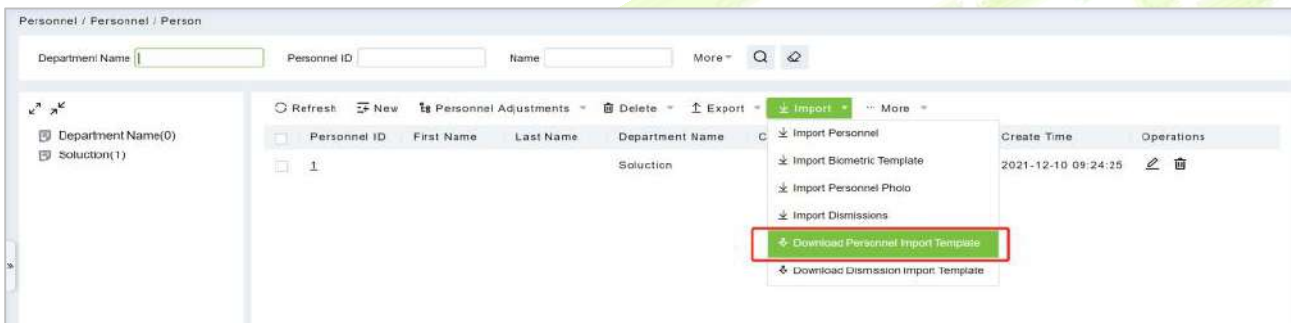 Personnel / Personnel / Person
Department Name Personnel ID Name More
Refresh New Personnel Adjustments Delete Export Import More
Department Name(0)
Soluction(1)
Personnel ID First Name Last Name Department Name C Create Time Operations
1 Soluction 2021-12-10 09:24:25
Import Personnel
Import Biometric Template
Import Personnel Photo
Import Dismissions
Download Personnel Import Template
Download Dismission Import Template